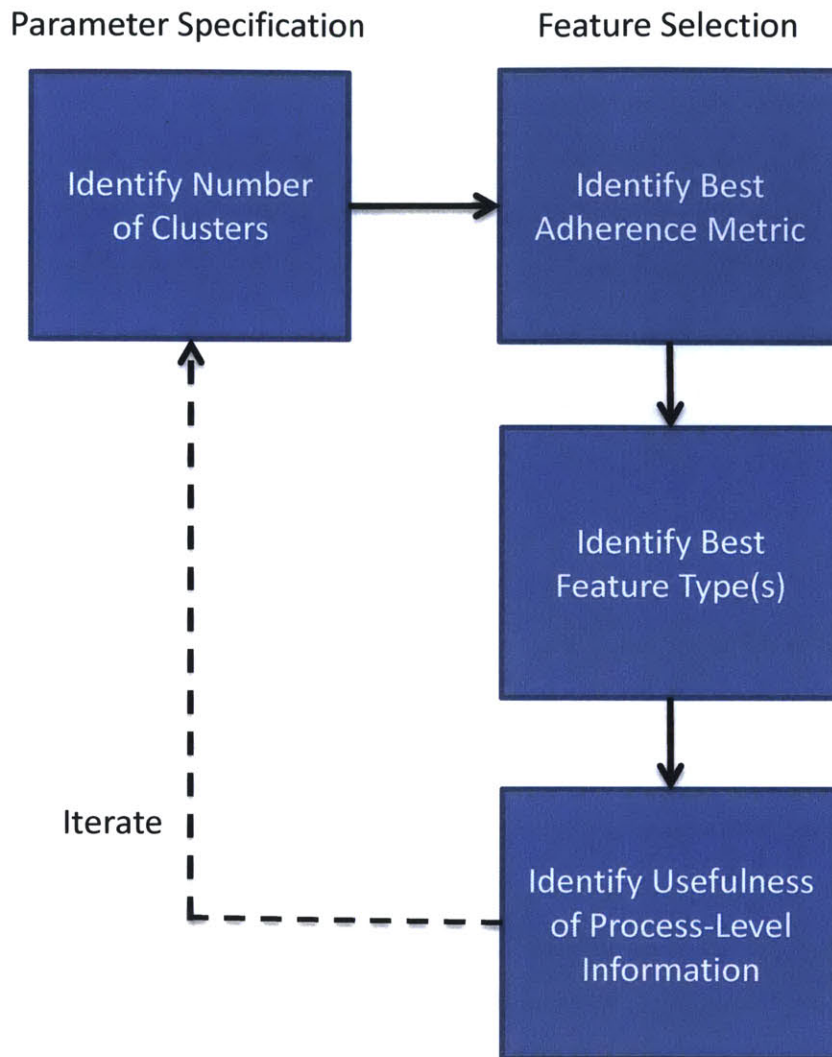 Parameter Specification
Feature Selection
Identify Number
of Clusters
Identify Best
Adherence Metric
Identify Best
Feature Type(s)
Iterate
Identify Usefulness
of Process-Level
Information